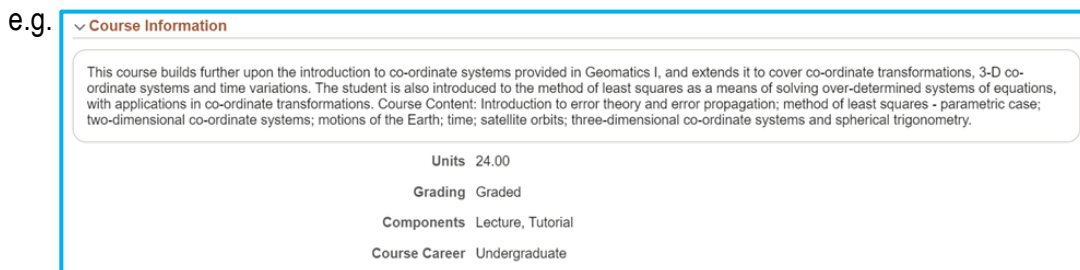 e.g.
Course Information
This course builds further upon the introduction to co-ordinate systems provided in Geomatics I, and extends it to cover co-ordinate transformations, 3-D co-
ordinate systems and time variations. The student is also introduced to the method of least squares as a means of solving over-determined systems of equations,
with applications in co-ordinate transformations. Course Content: Introduction to error theory and error propagation; method of least squares - parametric case;
two-dimensional co-ordinate systems; motions of the Earth; time; satellite orbits; three-dimensional co-ordinate systems and spherical trigonometry.
Units 24.00
Grading Graded
Components Lecture, Tutorial
Course Career Undergraduate